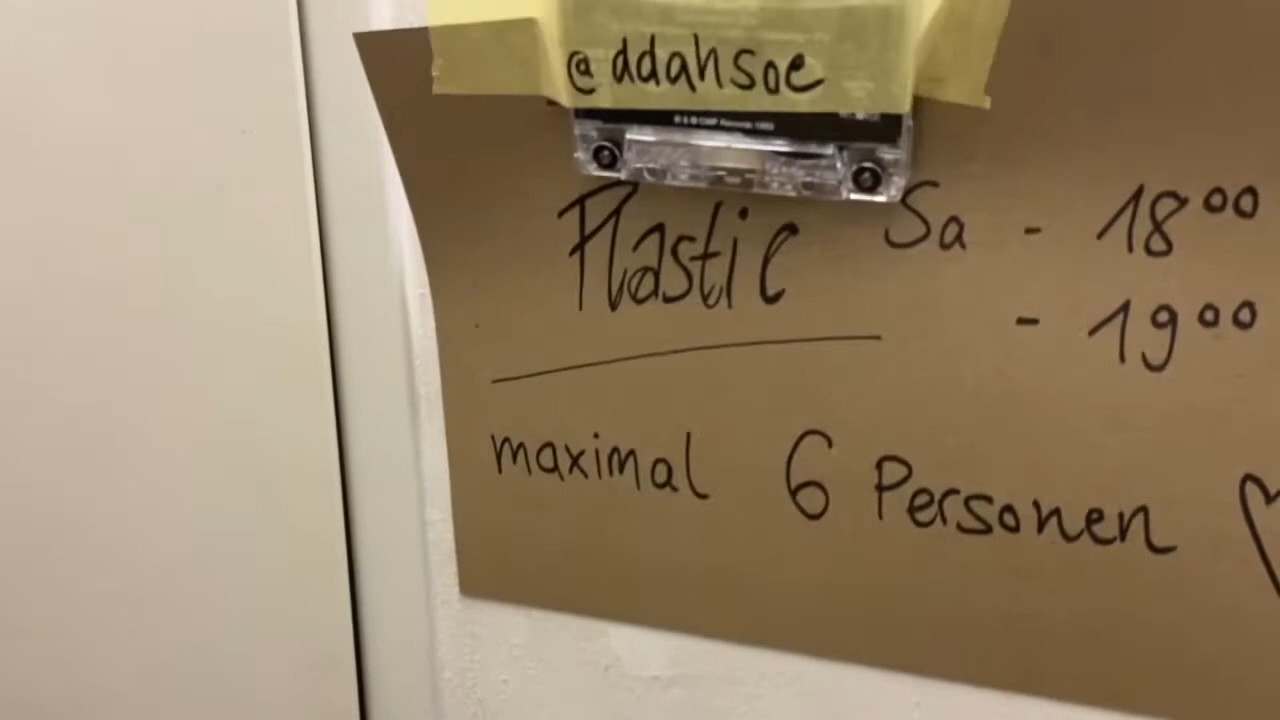 @ddahsoe
Plastic Sa - 18⁰⁰
- 19⁰⁰
maximal 6 Personen